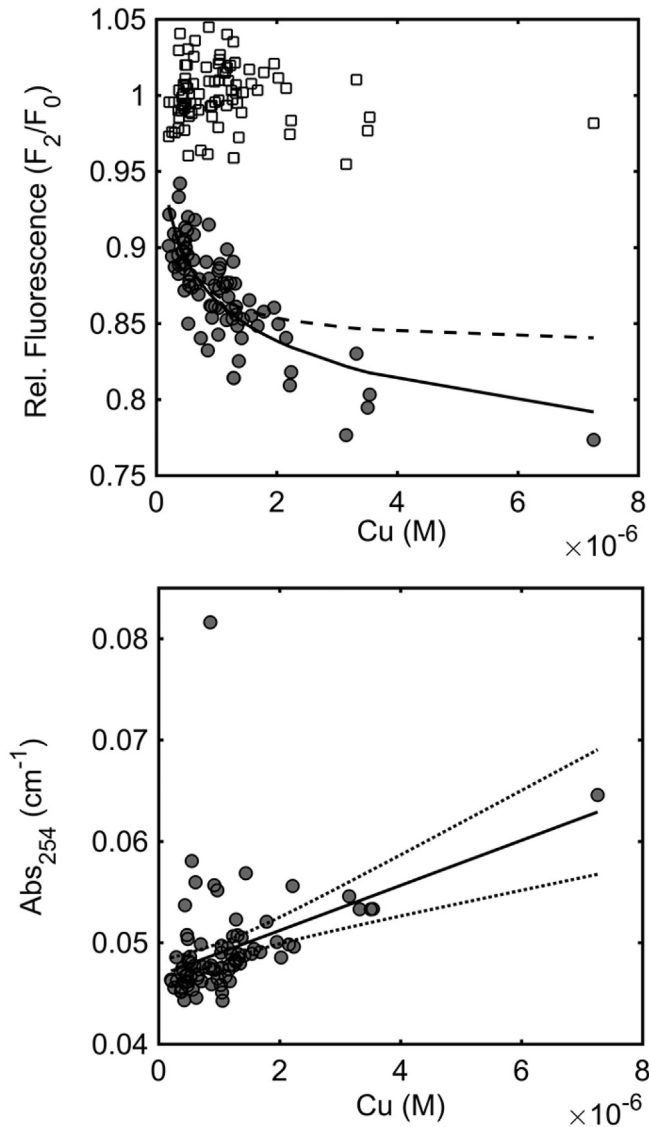 1.05
1
0.95
0.9
0.85
0.8
0.75
Rel. Fluorescence (F₂/F₀)
0 2 4 6 8
Cu (M)
×10⁻⁶
0.08
0.07
0.06
0.05
0.04
Abs₂₅₄ (cm⁻¹)
0 2 4 6 8
Cu (M)
×10⁻⁶